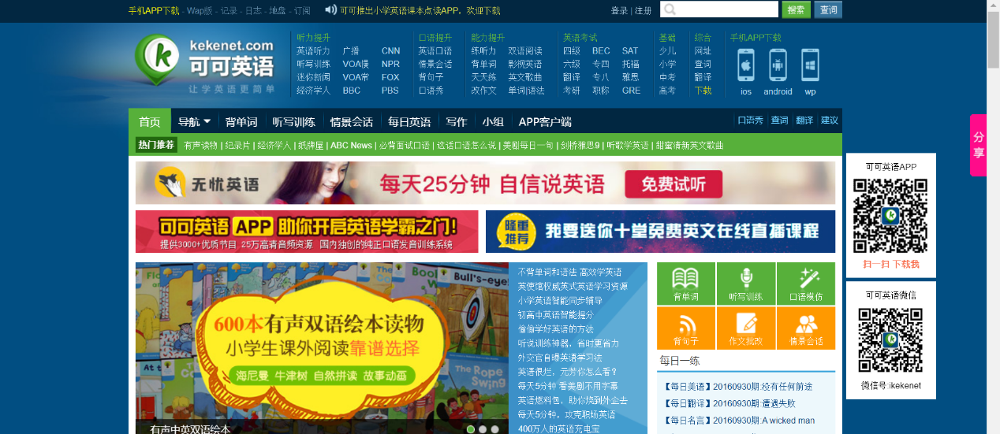 手机APP下载 - Wap版 - 记录 - 日志 - 地盘 - 订阅 可可推出小学英语课本点读APP，欢迎下载 登录 | 注册 搜索 查词
kekenet.com
可可英语
让学英语更简单
听力提升 口语提升 能力提升 英语考试 基础 综合 手机APP下载
英语听力 广播 CNN 英语口语 练听力 双语阅读 四级 BEC SAT 少儿 网址
听写训练 VOA慢 NPR 情景会话 背单词 影视英语 六级 专四 托福 小学 查词
迷你新闻 VOA常 FOX 背句子 天天练 英文歌曲 翻译 专八 雅思 中考 翻译
经济学人 BBC PBS 口语秀 改作文 单词|语法 考研 职称 GRE 高考 下载
ios android wp
首页 导航 背单词 听写训练 情景会话 每日英语 写作 小组 APP客户端 口语秀 查词 翻译 建议
热门推荐 有声读物 | 纪录片 | 经济学人 | 纸牌屋 | ABC News | 必背面试口语 | 这话口语怎么说 | 美剧每日一句 | 剑桥雅思9 | 听歌学英语 | 甜蜜清新英文歌曲
分享
无忧英语 每天25分钟 自信说英语 免费试听
可可英语 APP 助你开启英语学霸之门!
提供3000+优质节目 25万高清音频资源 国内独创的纯正口语发音训练系统
隆重推荐 我要送你十堂免费英文在线直播课程
可可英语APP
扫一扫 下载我
可可英语微信
微信号:ikekenet
Bull's-eye!
At t
The Rope Swing
600本有声双语绘本读物
小学生课外阅读靠谱选择
海尼曼 牛津树 自然拼读 故事动画
有声中英双语绘本
不背单词和语法 高效学英语
英使馆权威英式英语学习资源
小学英语智能同步辅导
初高中英语智能提分
偷偷学好英语的方法
听说训练神器，省时更省力
外交官自曝英语学习法
英语很烂，元芳你怎么看？
每天5分钟 看美剧不用字幕
英语燃料包，助你烧到外企去
每天5分钟，攻克职场英语
400万人的英语充电宝
背单词 听写训练 口语模仿
背句子 作文批改 情景会话
每日一练
【每日美语】20160930期:没有任何前途
【每日翻译】20160930期:遭遇失败
【每日名言】20160930期:A wicked man